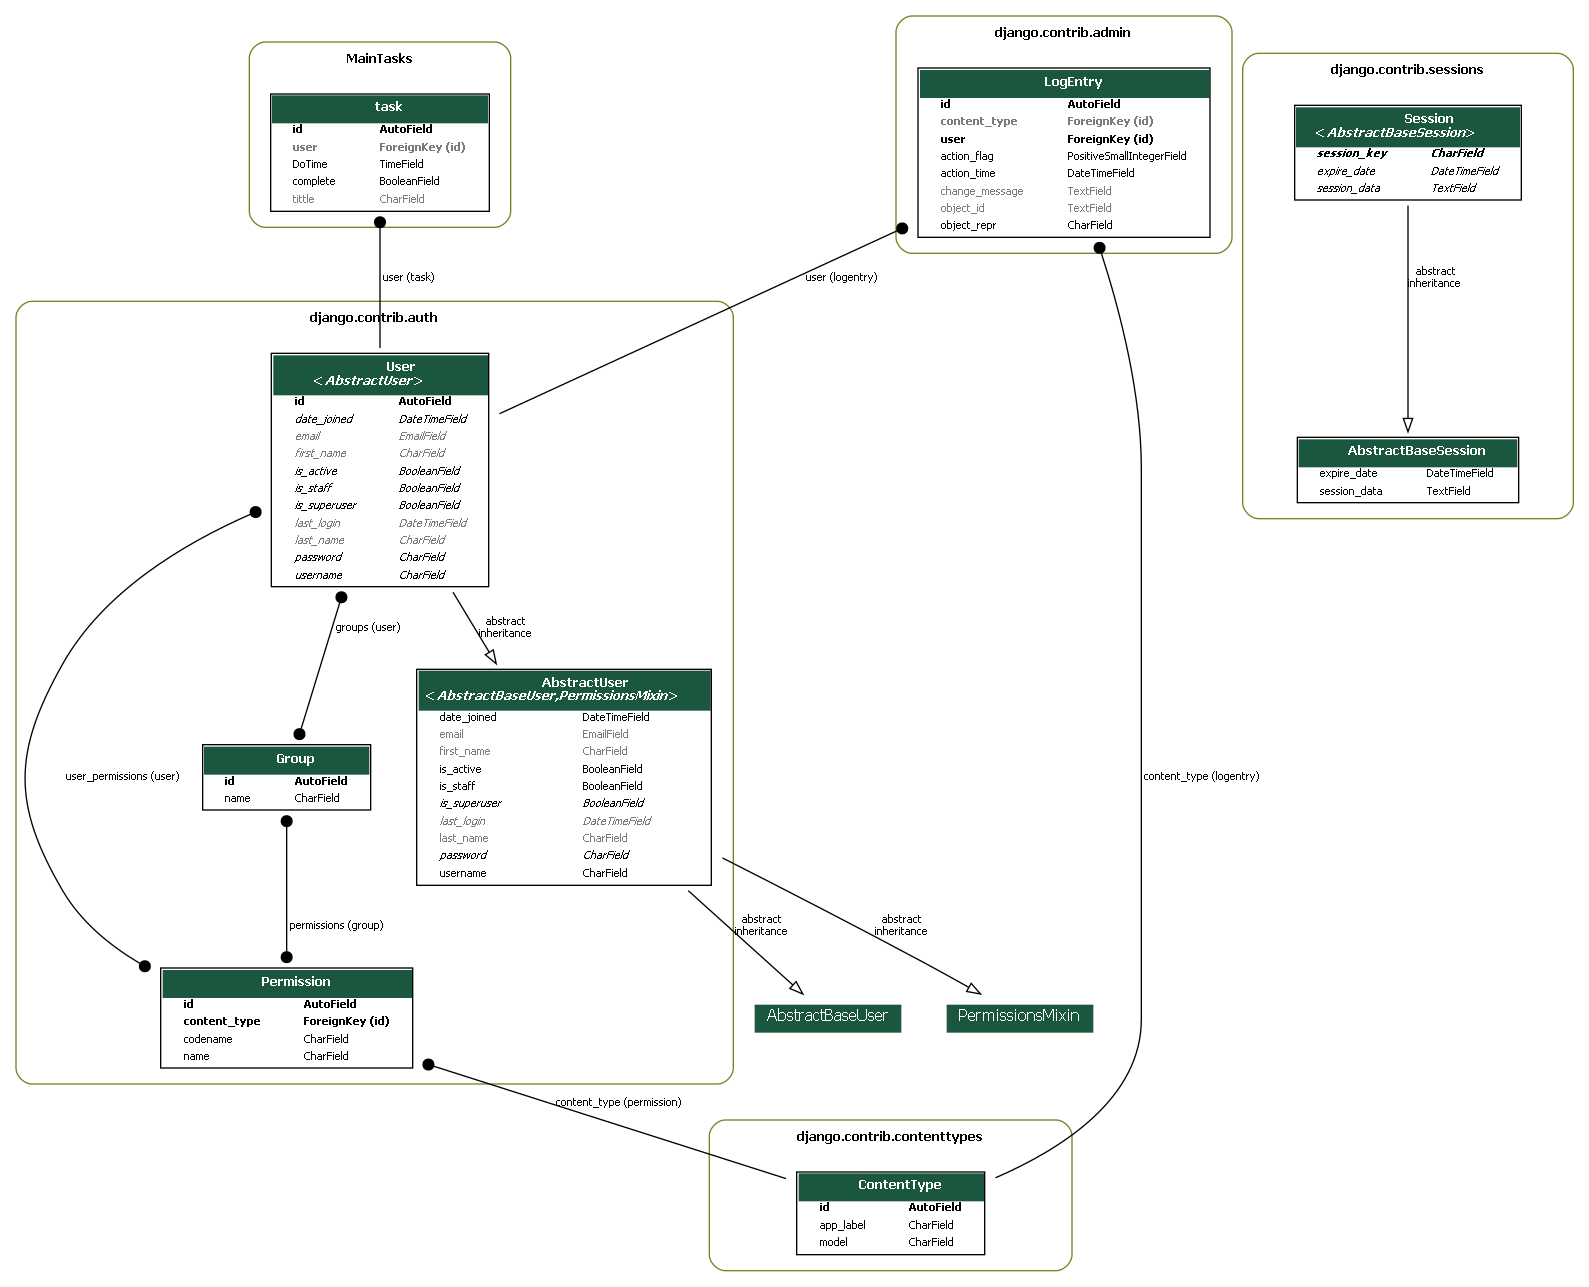 MainTasks
task
id AutoField
user ForeignKey (id)
DoTime TimeField
complete BooleanField
tittle CharField
user (task)
django.contrib.admin
LogEntry
id AutoField
content_type ForeignKey (id)
user ForeignKey (id)
action_flag PositiveSmallIntegerField
action_time DateTimeField
change_message TextField
object_id TextField
object_repr CharField
user (logentry)
django.contrib.sessions
Session
<AbstractBaseSession>
session_key CharField
expire_date DateTimeField
session_data TextField
abstract
inheritance
AbstractBaseSession
expire_date DateTimeField
session_data TextField
django.contrib.auth
User
<AbstractUser>
id AutoField
date_joined DateTimeField
email EmailField
first_name CharField
is_active BooleanField
is_staff BooleanField
is_superuser BooleanField
last_login DateTimeField
last_name CharField
password CharField
username CharField
groups (user)
abstract
inheritance
AbstractUser
<AbstractBaseUser,PermissionsMixin>
date_joined DateTimeField
email EmailField
first_name CharField
is_active BooleanField
is_staff BooleanField
is_superuser BooleanField
last_login DateTimeField
last_name CharField
password CharField
username CharField
Group
id AutoField
name CharField
user_permissions (user)
content_type (logentry)
permissions (group)
abstract
inheritance
abstract
inheritance
Permission
id AutoField
content_type ForeignKey (id)
codename CharField
name CharField
AbstractBaseUser
PermissionsMixin
content_type (permission)
django.contrib.contenttypes
ContentType
id AutoField
app_label CharField
model CharField